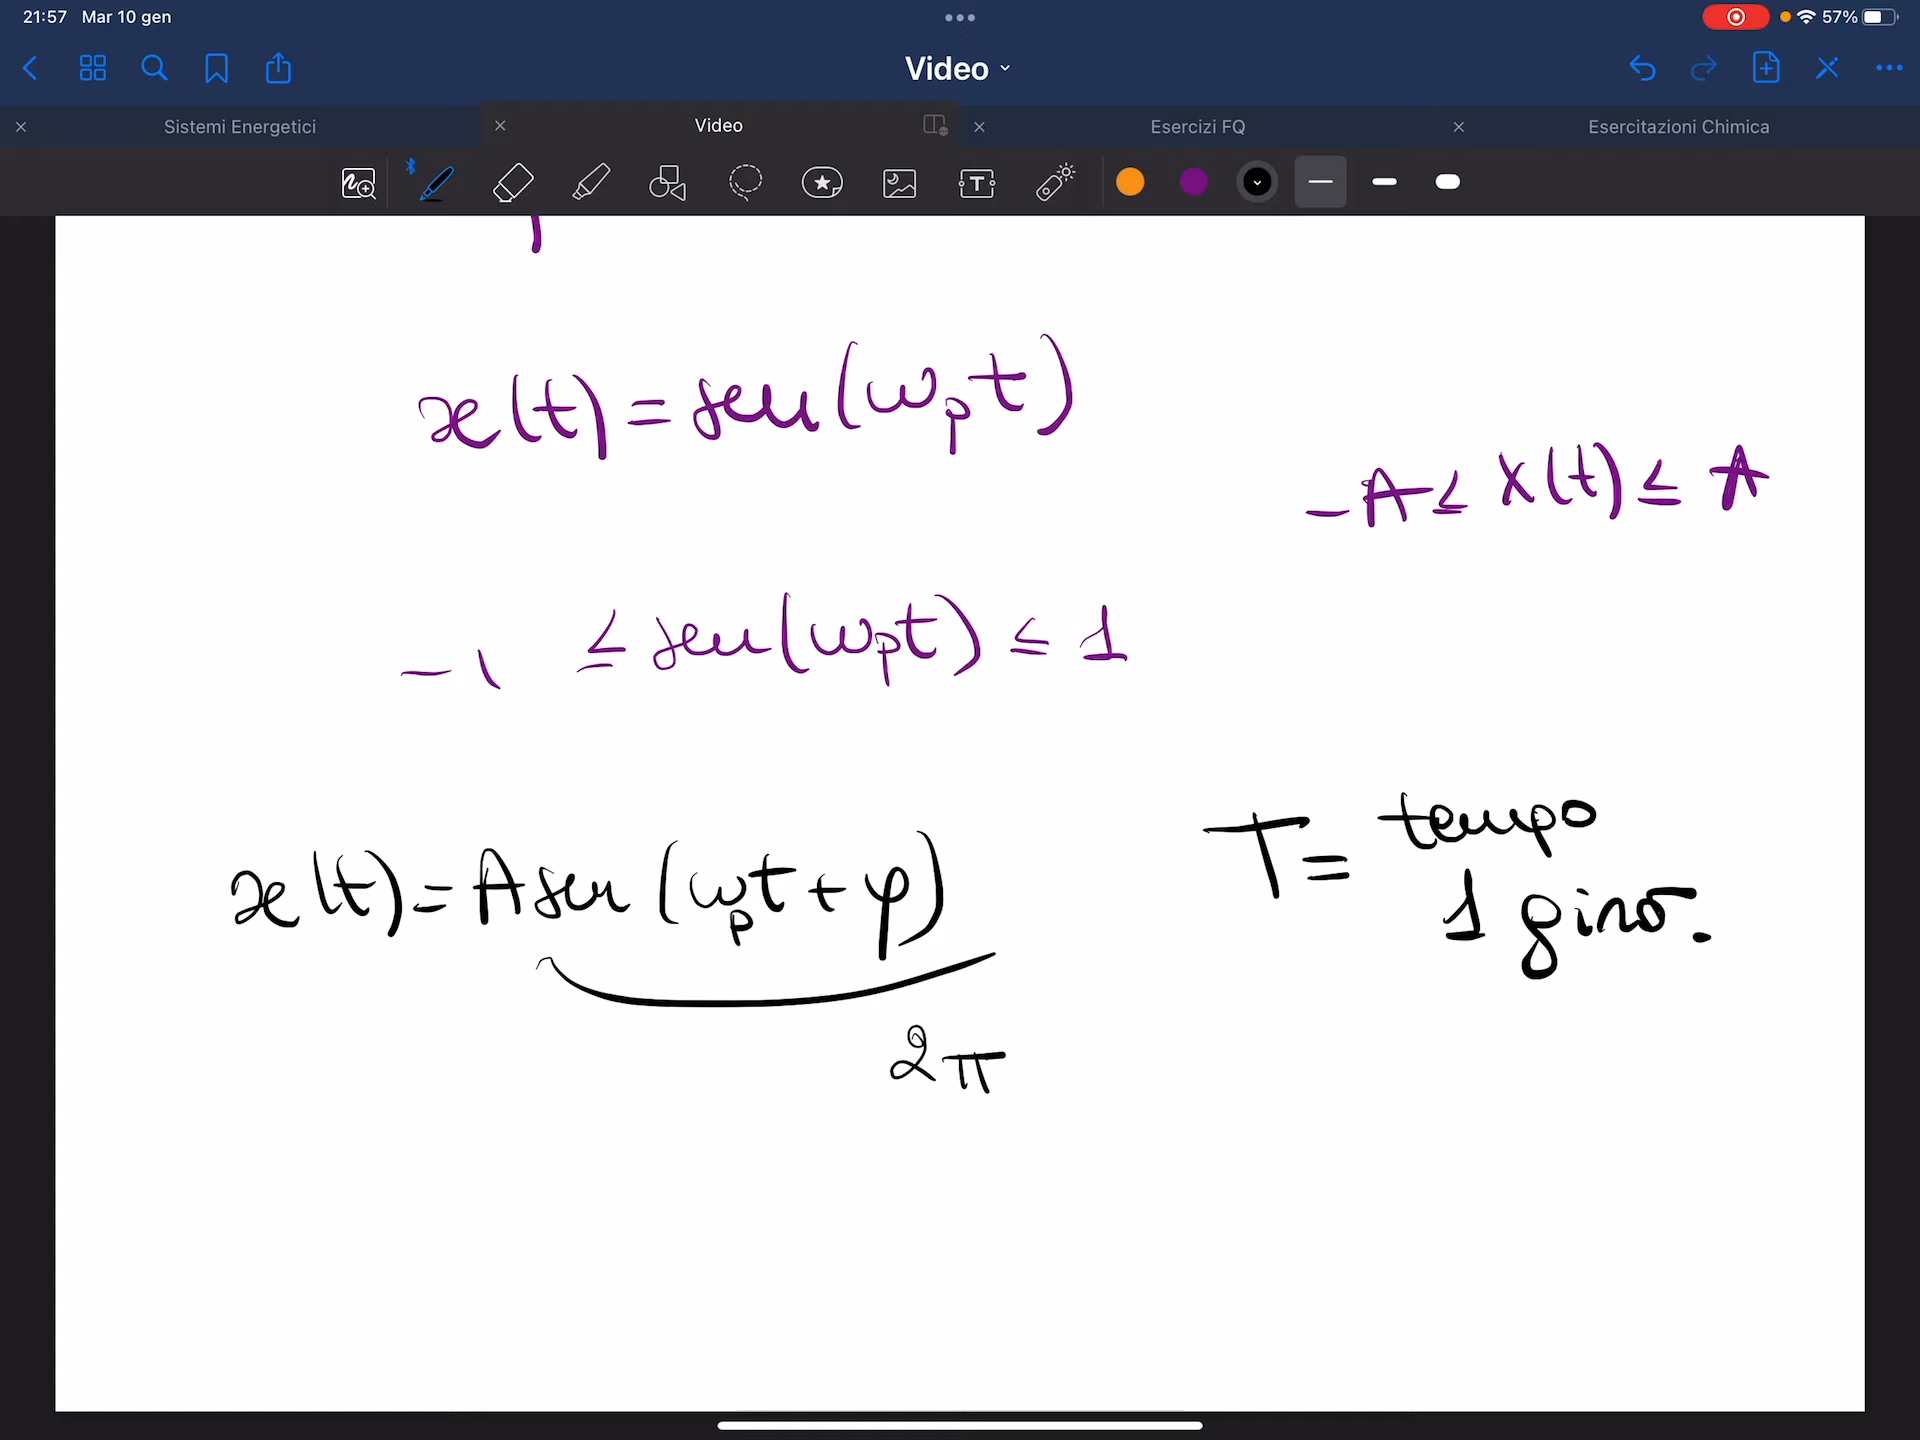 21:57 Mar 10 gen 57%
Video
Sistemi Energetici
Video
Esercizi FQ
Esercitazioni Chimica
x(t) = sen(ωpt)
-A ≤ x(t) ≤ A
-1 ≤ sen(ωpt) ≤ 1
x(t) = A sen(ωpt + φ)
2π
T = tempo
1 giro.